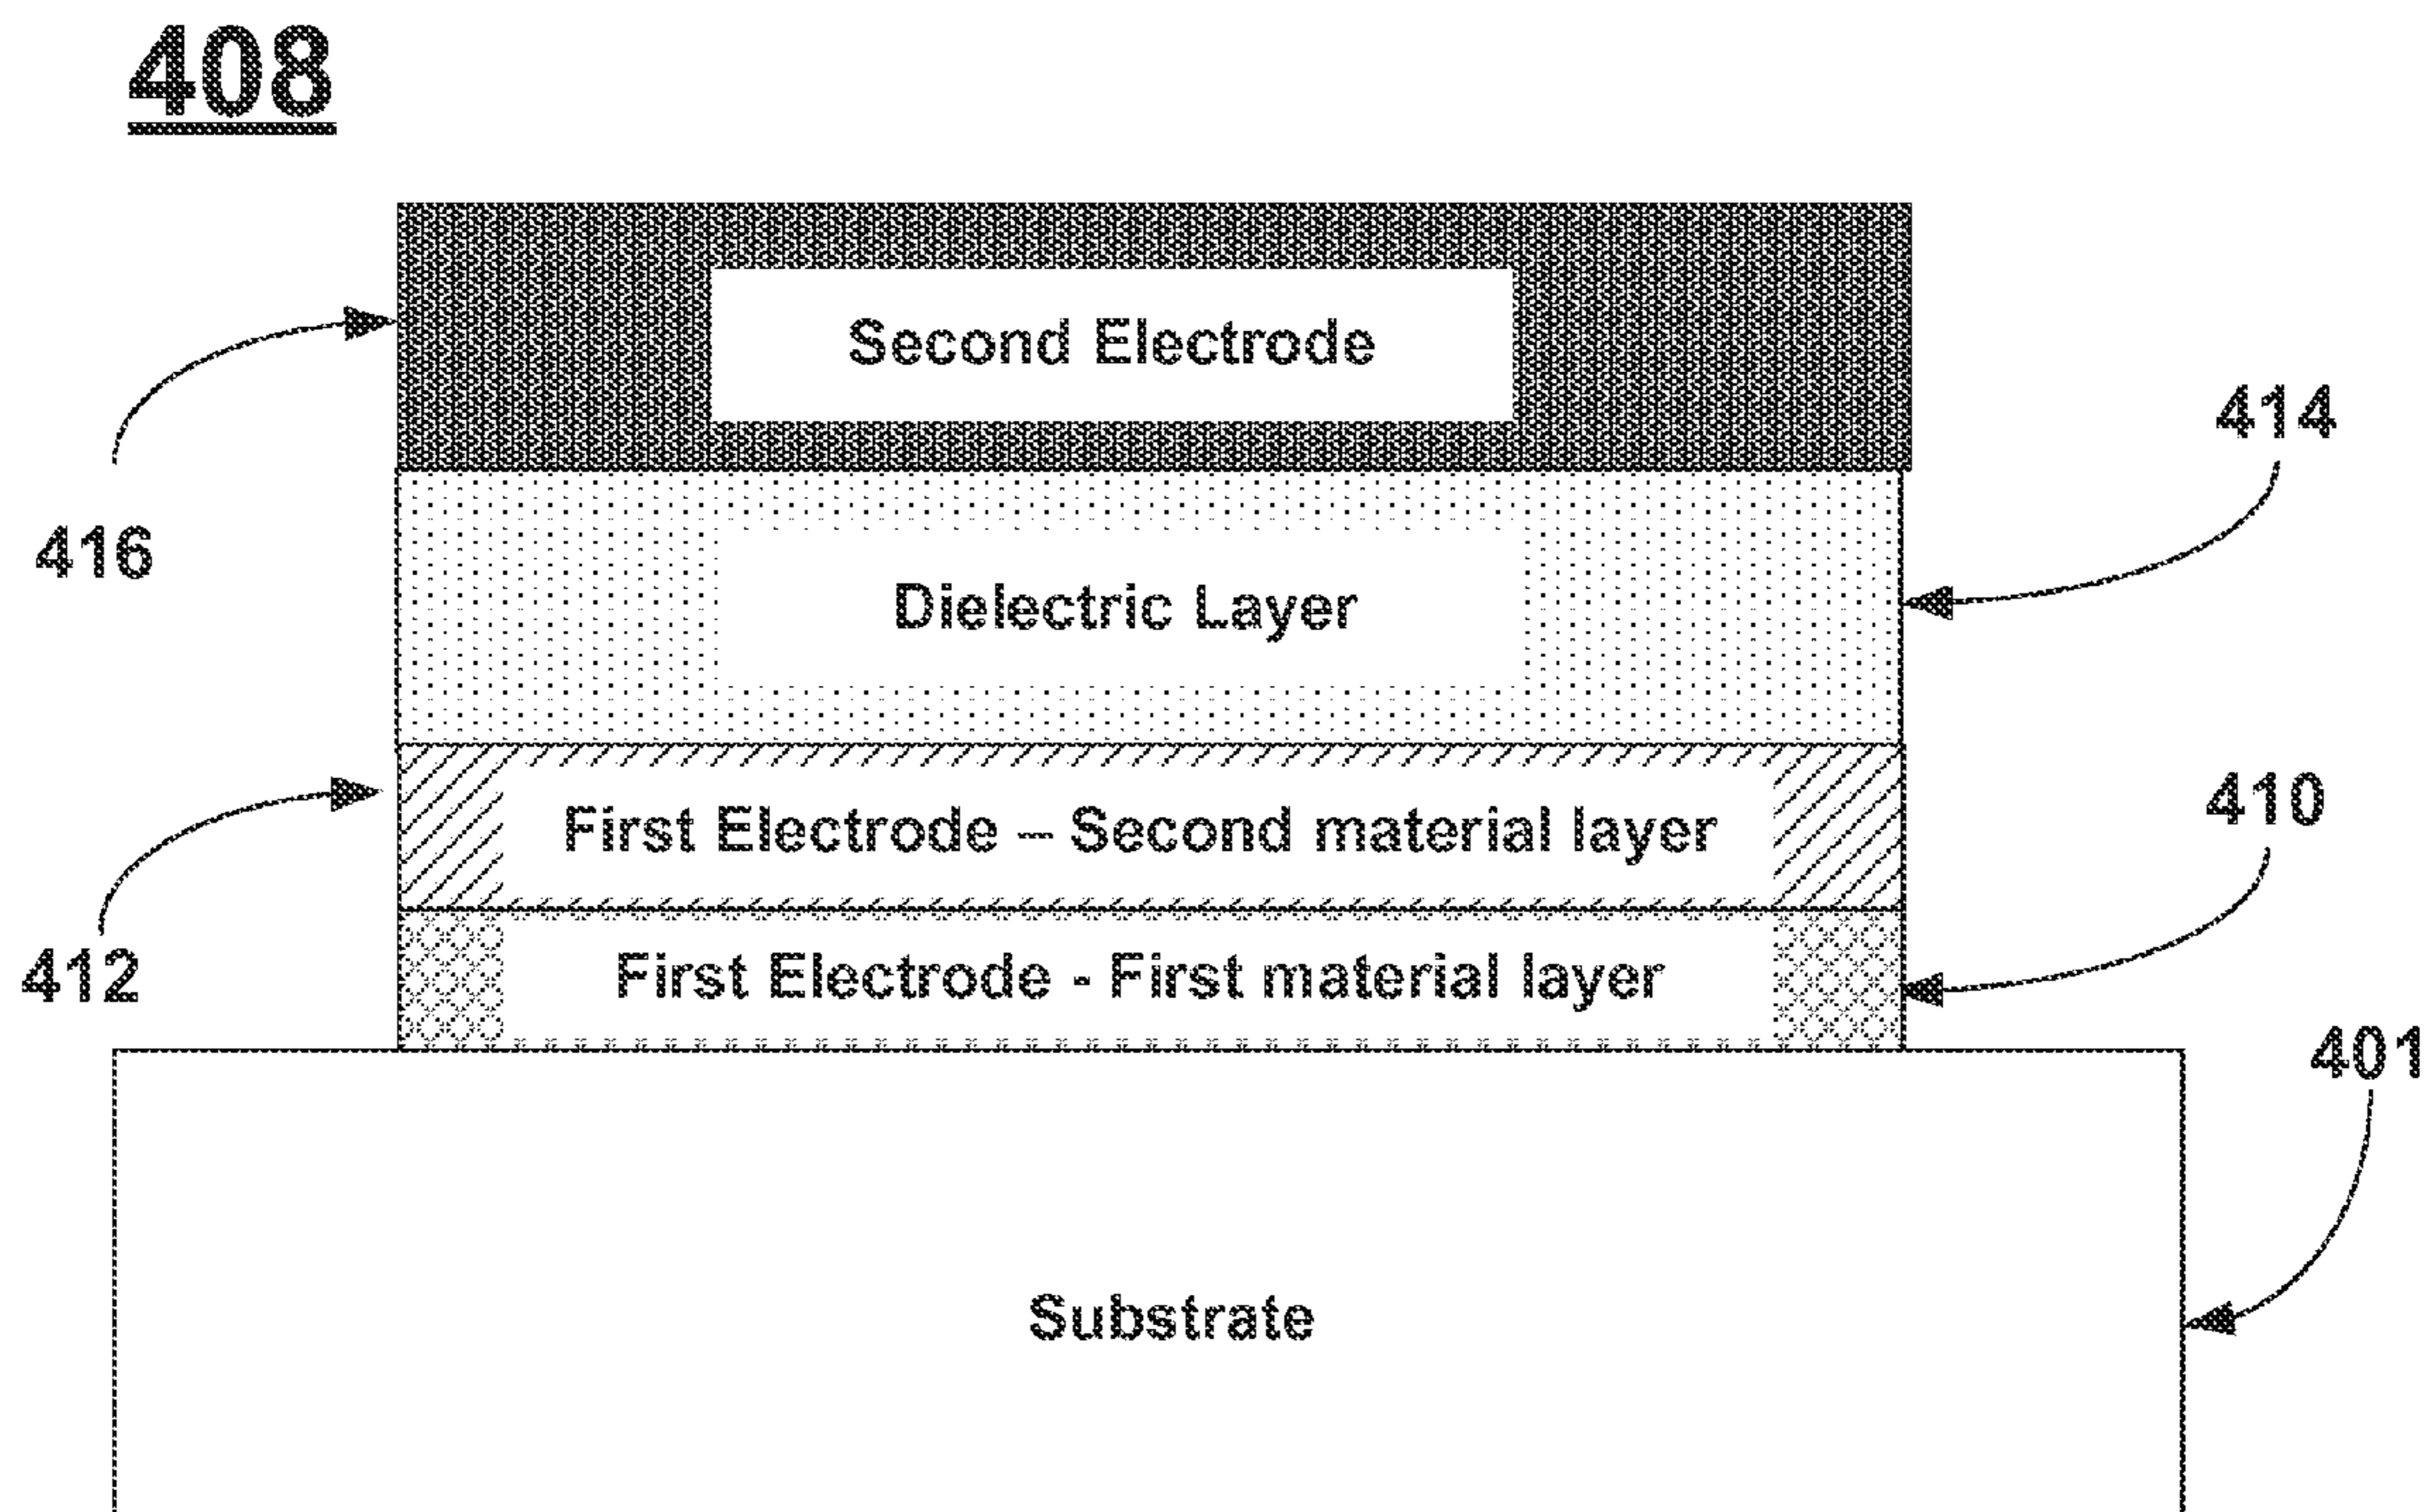 408
Second Electrode
414
416
Dielectric Layer
410
First Electrode – Second material layer
412
First Electrode - First material layer
401
Substrate